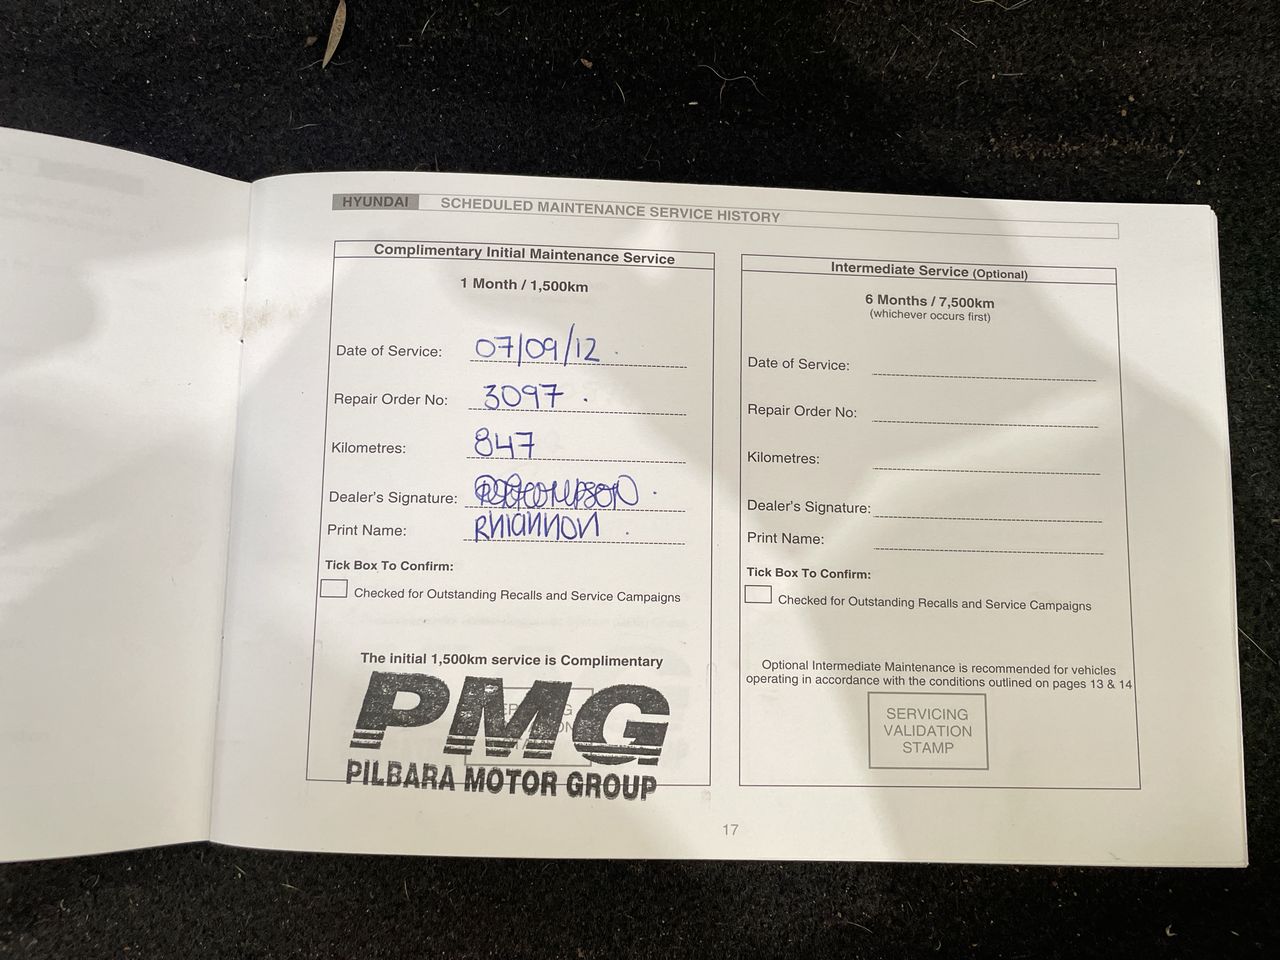 HYUNDAI SCHEDULED MAINTENANCE SERVICE HISTORY
Complimentary Initial Maintenance Service
1 Month / 1,500km
Date of Service: 07/09/12.
Repair Order No: 3097.
Kilometres: 847
Dealer's Signature:
Print Name: RHIANNON.
Tick Box To Confirm:
Checked for Outstanding Recalls and Service Campaigns
The initial 1,500km service is Complimentary
PMG
PILBARA MOTOR GROUP
Intermediate Service (Optional)
6 Months / 7,500km
(whichever occurs first)
Date of Service:
Repair Order No:
Kilometres:
Dealer's Signature:
Print Name:
Tick Box To Confirm:
Checked for Outstanding Recalls and Service Campaigns
Optional Intermediate Maintenance is recommended for vehicles
operating in accordance with the conditions outlined on pages 13 & 14
SERVICING
VALIDATION
STAMP
17